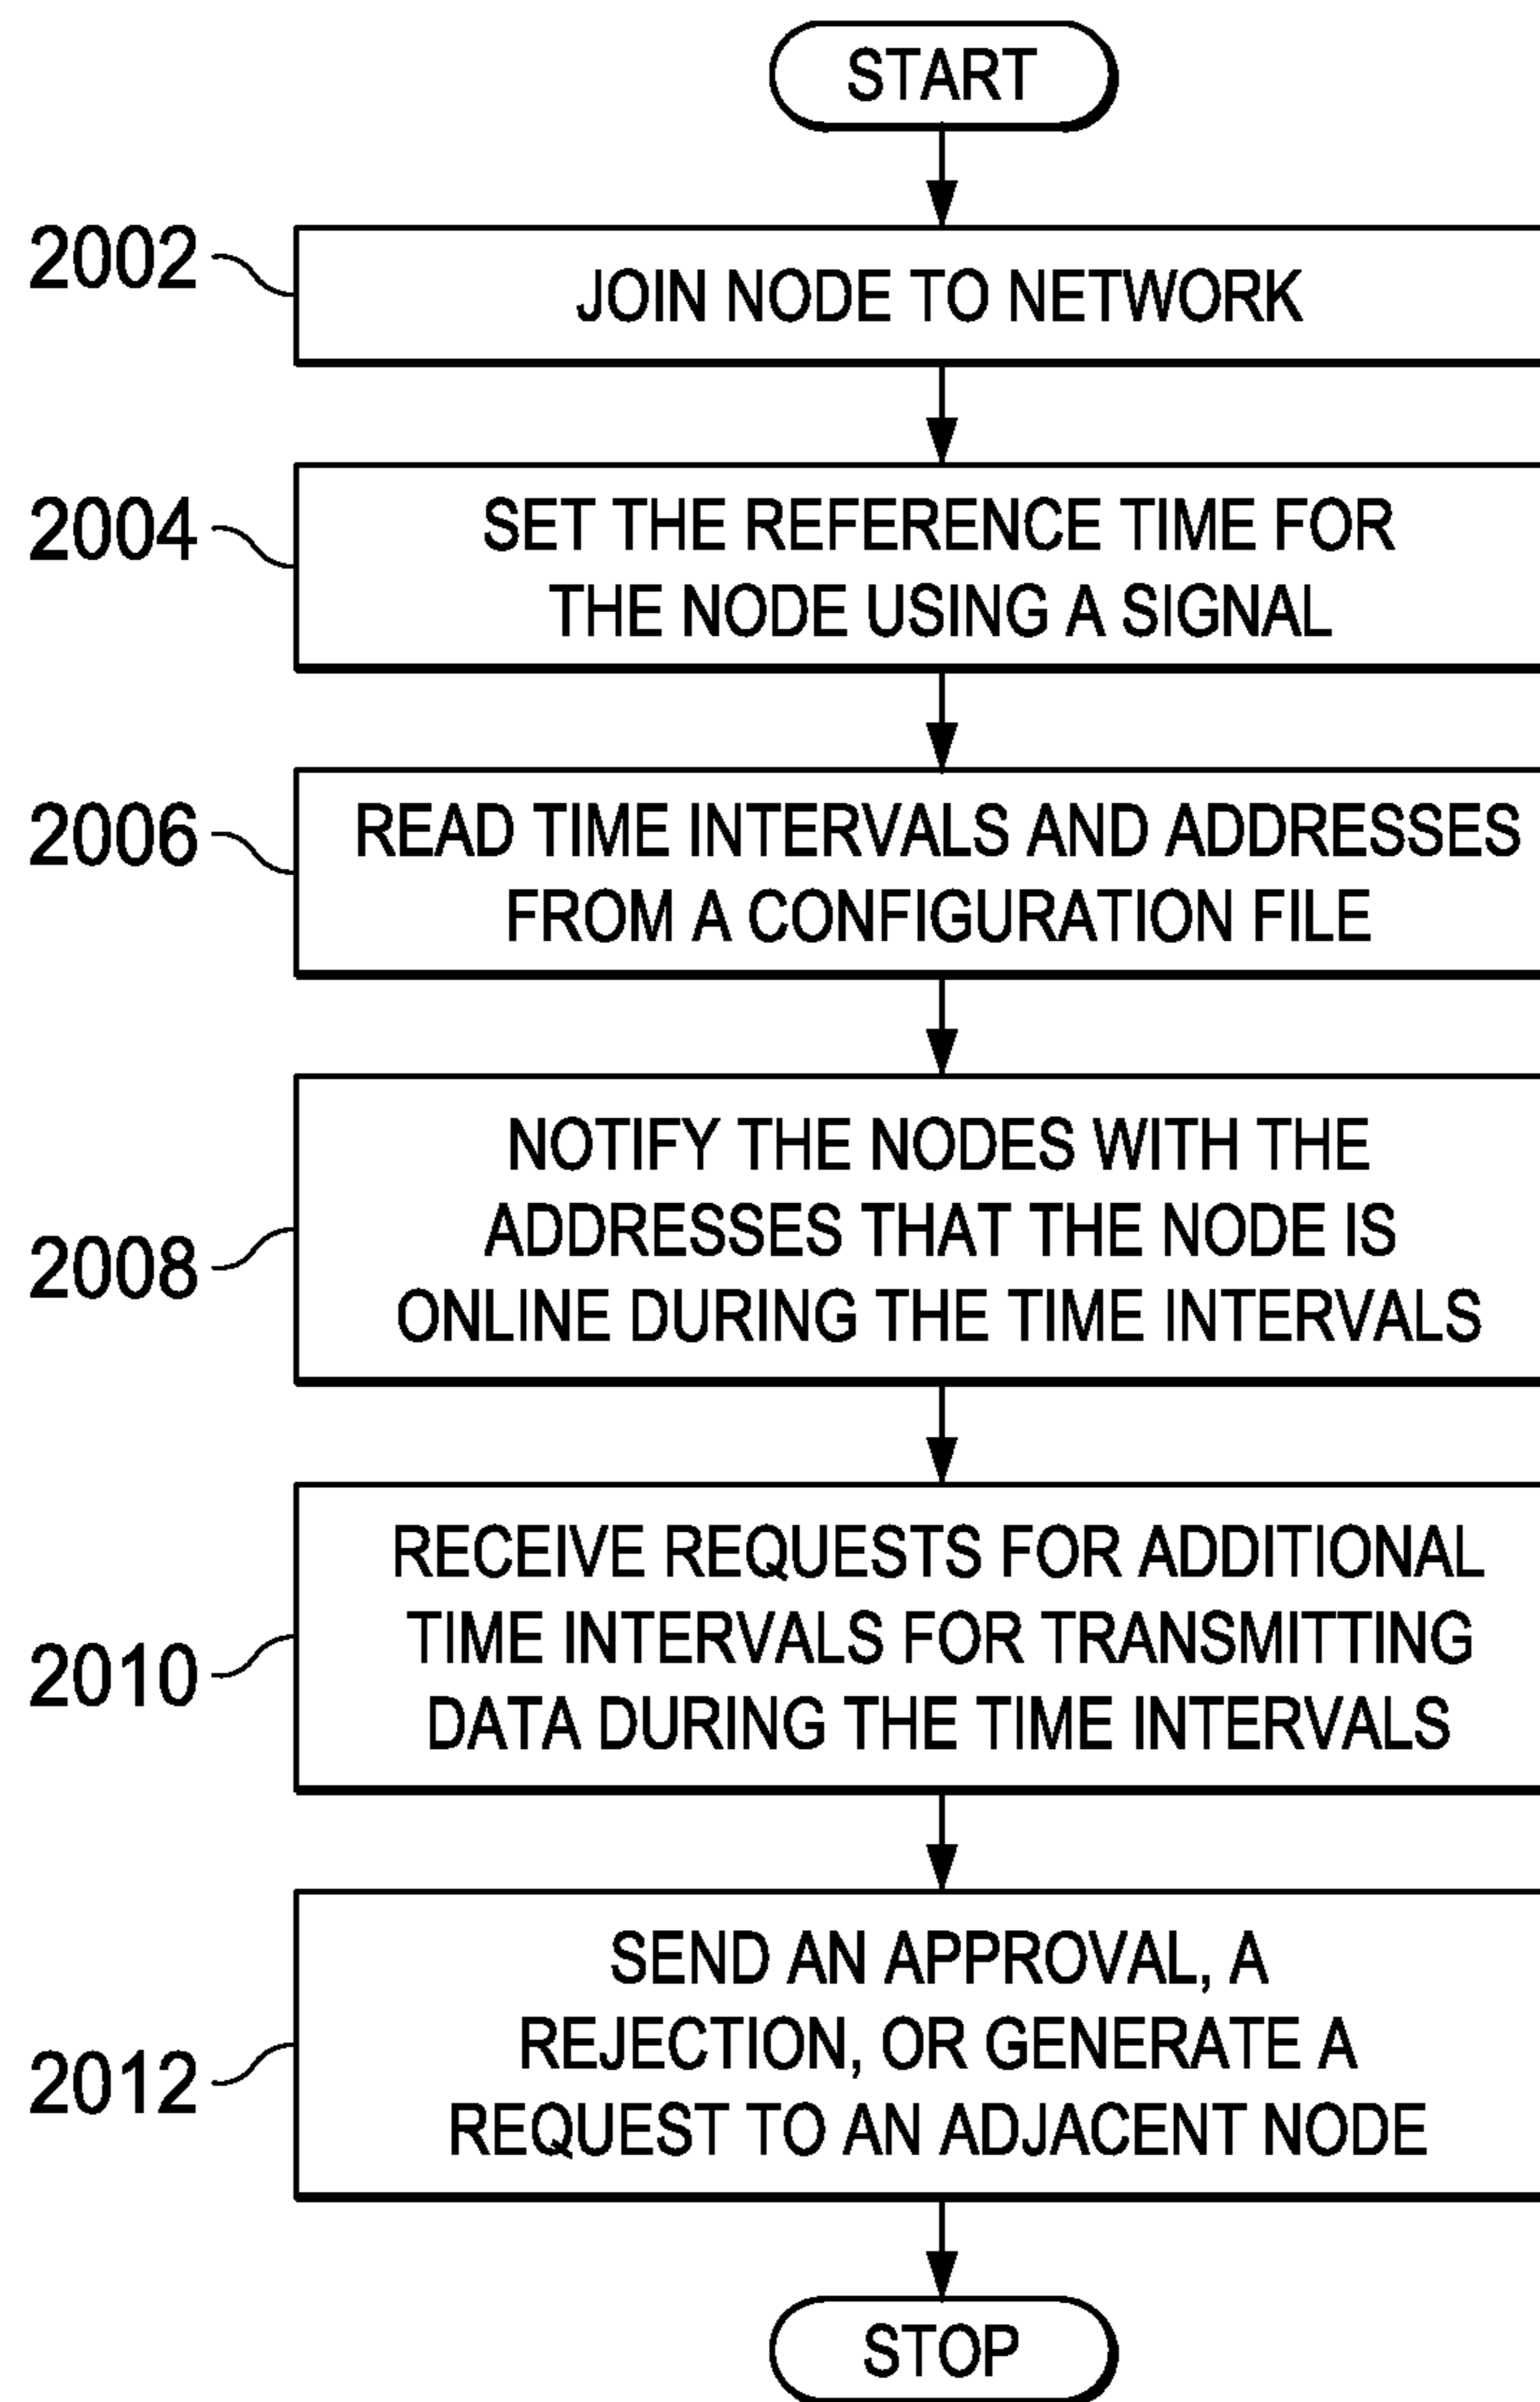 START
2002
JOIN NODE TO NETWORK
2004
SET THE REFERENCE TIME FOR
THE NODE USING A SIGNAL
2006
READ TIME INTERVALS AND ADDRESSES
FROM A CONFIGURATION FILE
2008
NOTIFY THE NODES WITH THE
ADDRESSES THAT THE NODE IS
ONLINE DURING THE TIME INTERVALS
2010
RECEIVE REQUESTS FOR ADDITIONAL
TIME INTERVALS FOR TRANSMITTING
DATA DURING THE TIME INTERVALS
2012
SEND AN APPROVAL, A
REJECTION, OR GENERATE A
REQUEST TO AN ADJACENT NODE
STOP